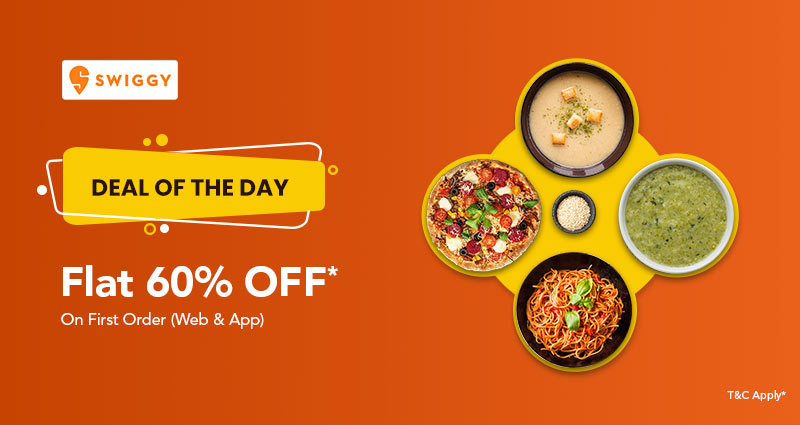 SWIGGY
DEAL OF THE DAY
Flat 60% OFF*
On First Order (Web & App)
T&C Apply*